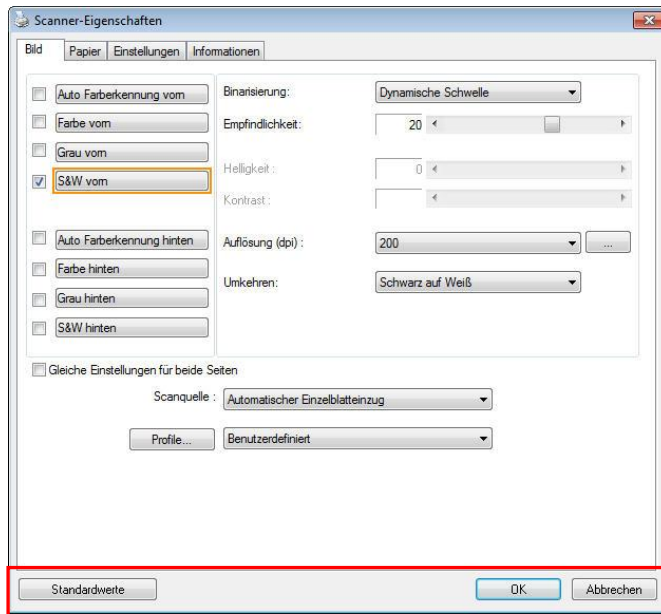 Scanner-Eigenschaften
Bild Papier Einstellungen Informationen
Auto Farberkennung vorn
Farbe vorn
Grau vorn
S&W vorn
Auto Farberkennung hinten
Farbe hinten
Grau hinten
S&W hinten
Binarisierung: Dynamische Schwelle
Empfindlichkeit: 20
Helligkeit : 0
Kontrast :
Auflösung (dpi) : 200 ...
Umkehren: Schwarz auf Weiß
Gleiche Einstellungen für beide Seiten
Scanquelle : Automatischer Einzelblatteinzug
Profile... Benutzerdefiniert
Standardwerte OK Abbrechen